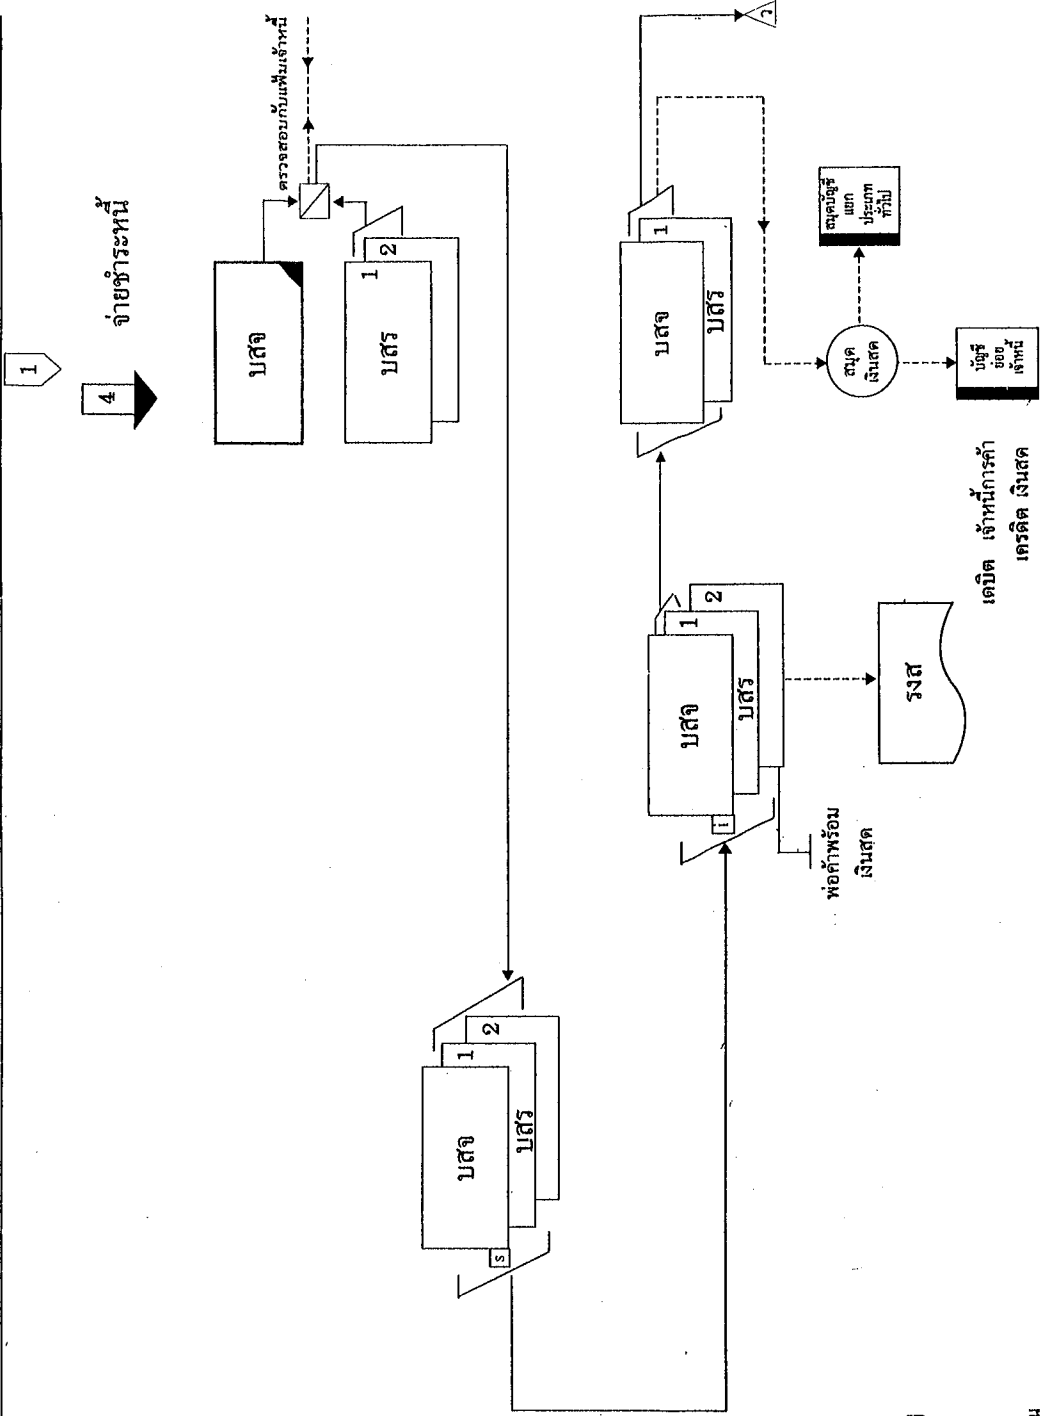 1
4
จ่ายชำระหนี้
ตรวจสอบกับแฟ้มเจ้าหนี้
บสจ
1
2
บสร
บสจ
1
2
บสร
s
บสจ
1
2
บสร
i
พ่อค้าพร้อม
เงินสด
รงส
บสจ
1
บสร
ว
สมุด
เงินสด
สมุดบัญชี
แยก
ประเภท
ทั่วไป
บัญชี
ย่อย
เจ้าหนี้
เดบิต เจ้าหนี้การค้า
เครดิต เงินสด